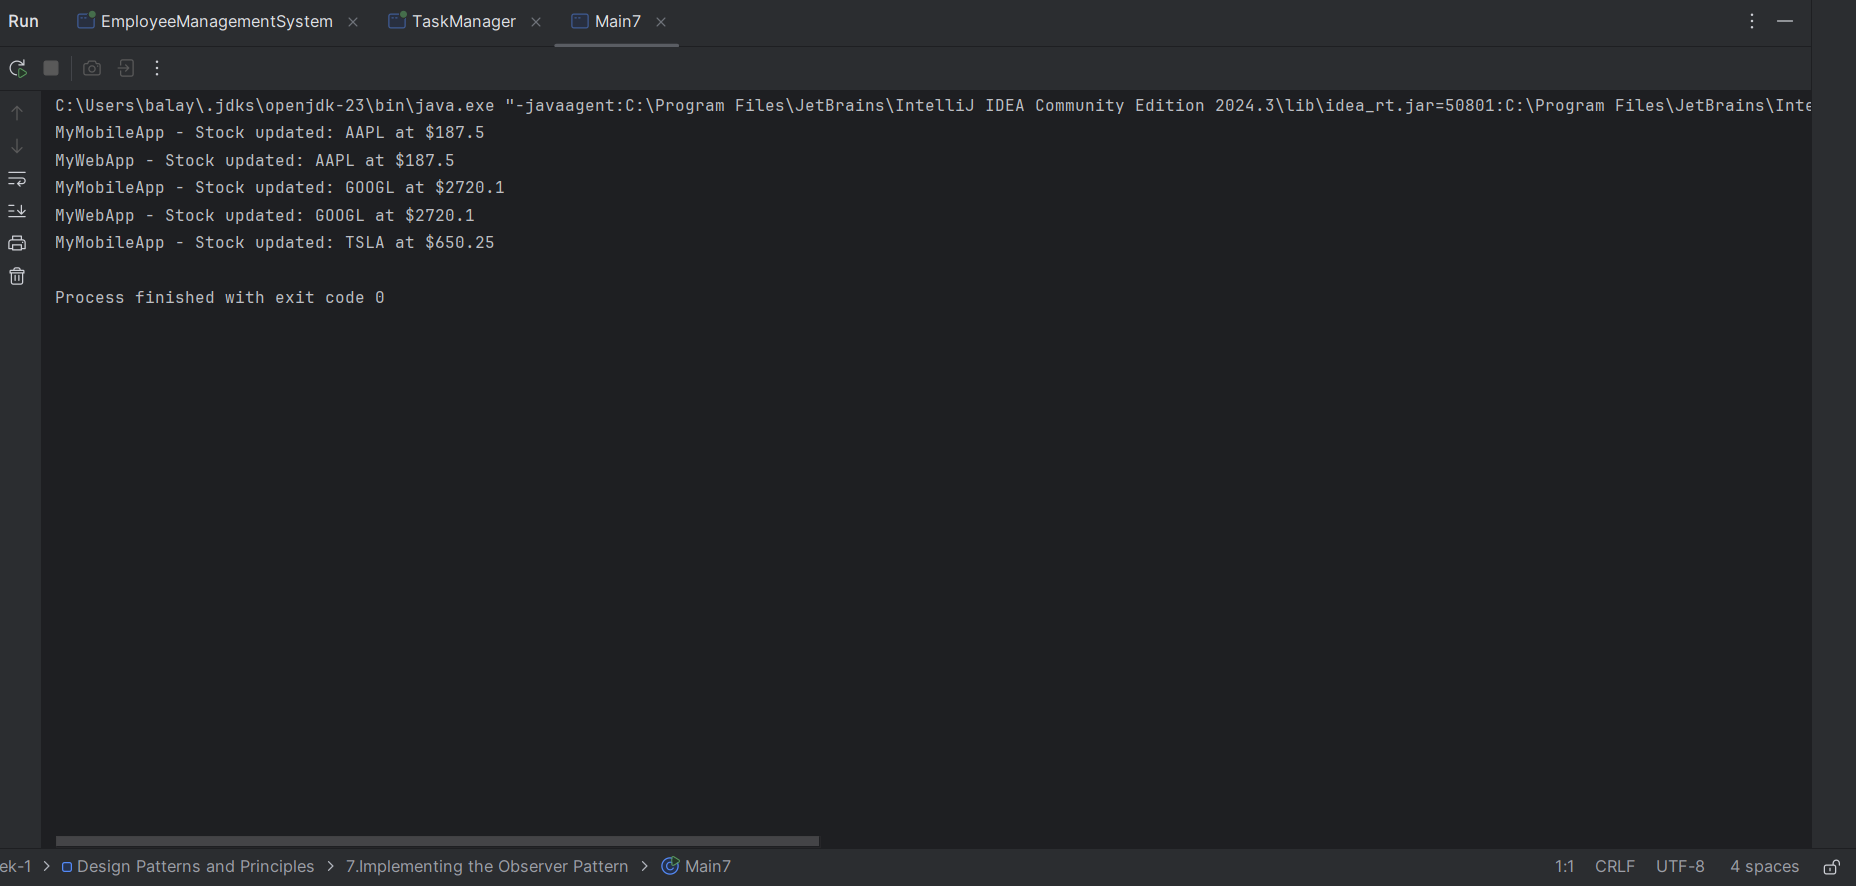 Run EmployeeManagementSystem TaskManager Main7
C:\Users\balay\.jdks\openjdk-23\bin\java.exe "-javaagent:C:\Program Files\JetBrains\IntelliJ IDEA Community Edition 2024.3\lib\idea_rt.jar=50801:C:\Program Files\JetBrains\Inte
MyMobileApp - Stock updated: AAPL at $187.5
MyWebApp - Stock updated: AAPL at $187.5
MyMobileApp - Stock updated: GOOGL at $2720.1
MyWebApp - Stock updated: GOOGL at $2720.1
MyMobileApp - Stock updated: TSLA at $650.25
Process finished with exit code 0
ek-1 > Design Patterns and Principles > 7.Implementing the Observer Pattern > Main7 1:1 CRLF UTF-8 4 spaces